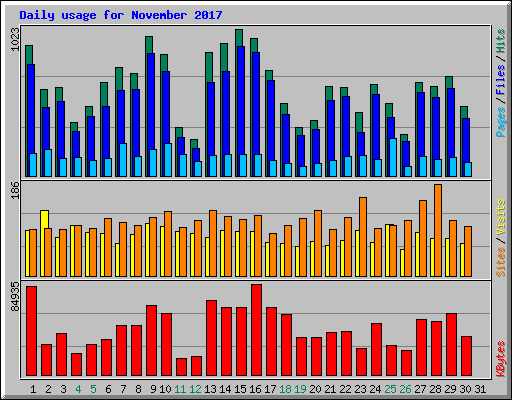 Daily usage for November 2017
1023
186
84935
Pages / Files / Hits
Sites / Visits
KBytes
1 2 3 4 5 6 7 8 9 10 11 12 13 14 15 16 17 18 19 20 21 22 23 24 25 26 27 28 29 30 31